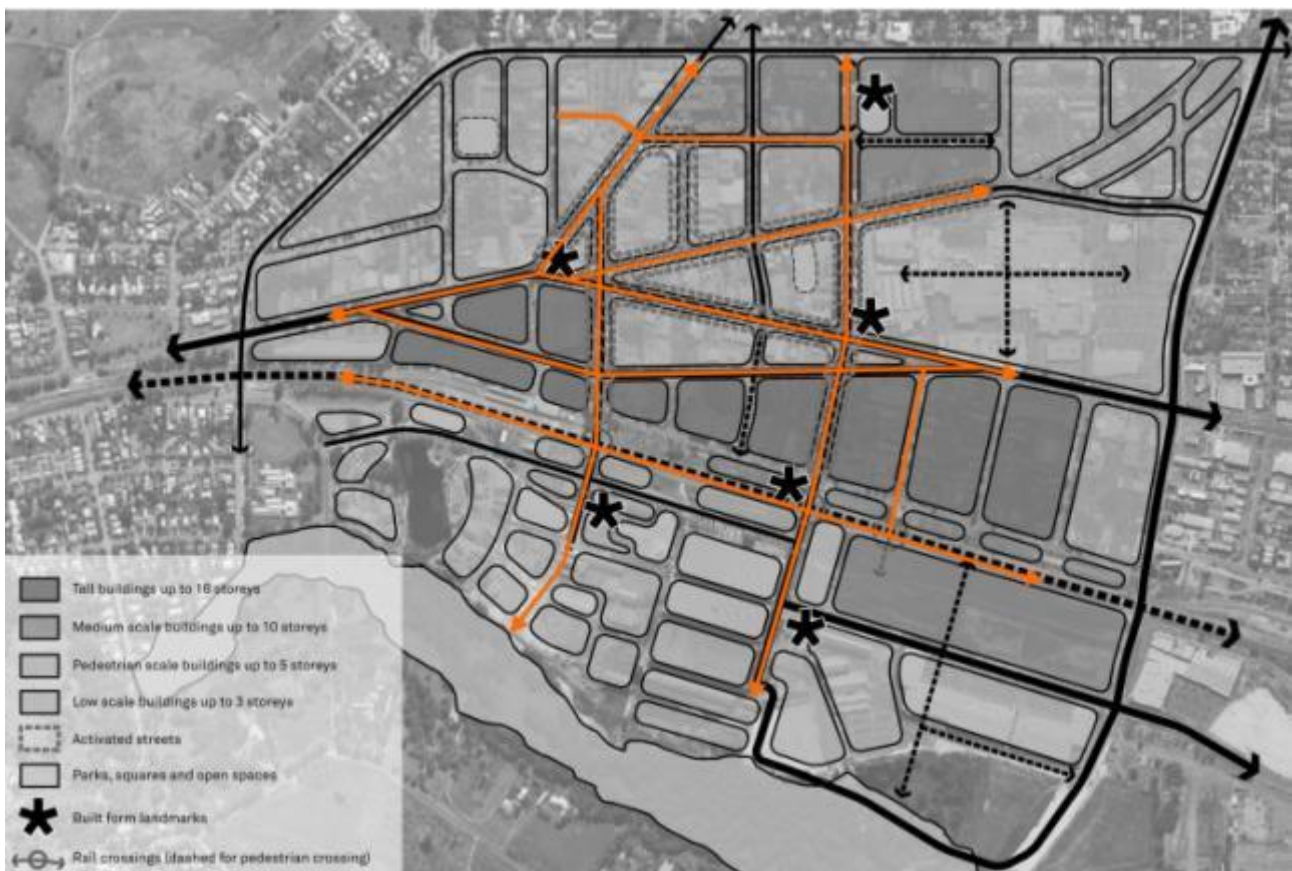 Tall buildings up to 16 storeys
Medium scale buildings up to 10 storeys
Pedestrian scale buildings up to 5 storeys
Low scale buildings up to 3 storeys
Activated streets
Parks, squares and open spaces
Built form landmarks
Rail crossings (dashed for pedestrian crossing)